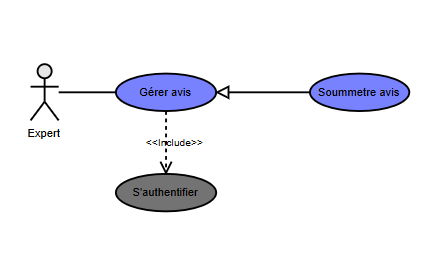 Gérer avis
Soummetre avis
Expert
<<Include>>
S'authentifier